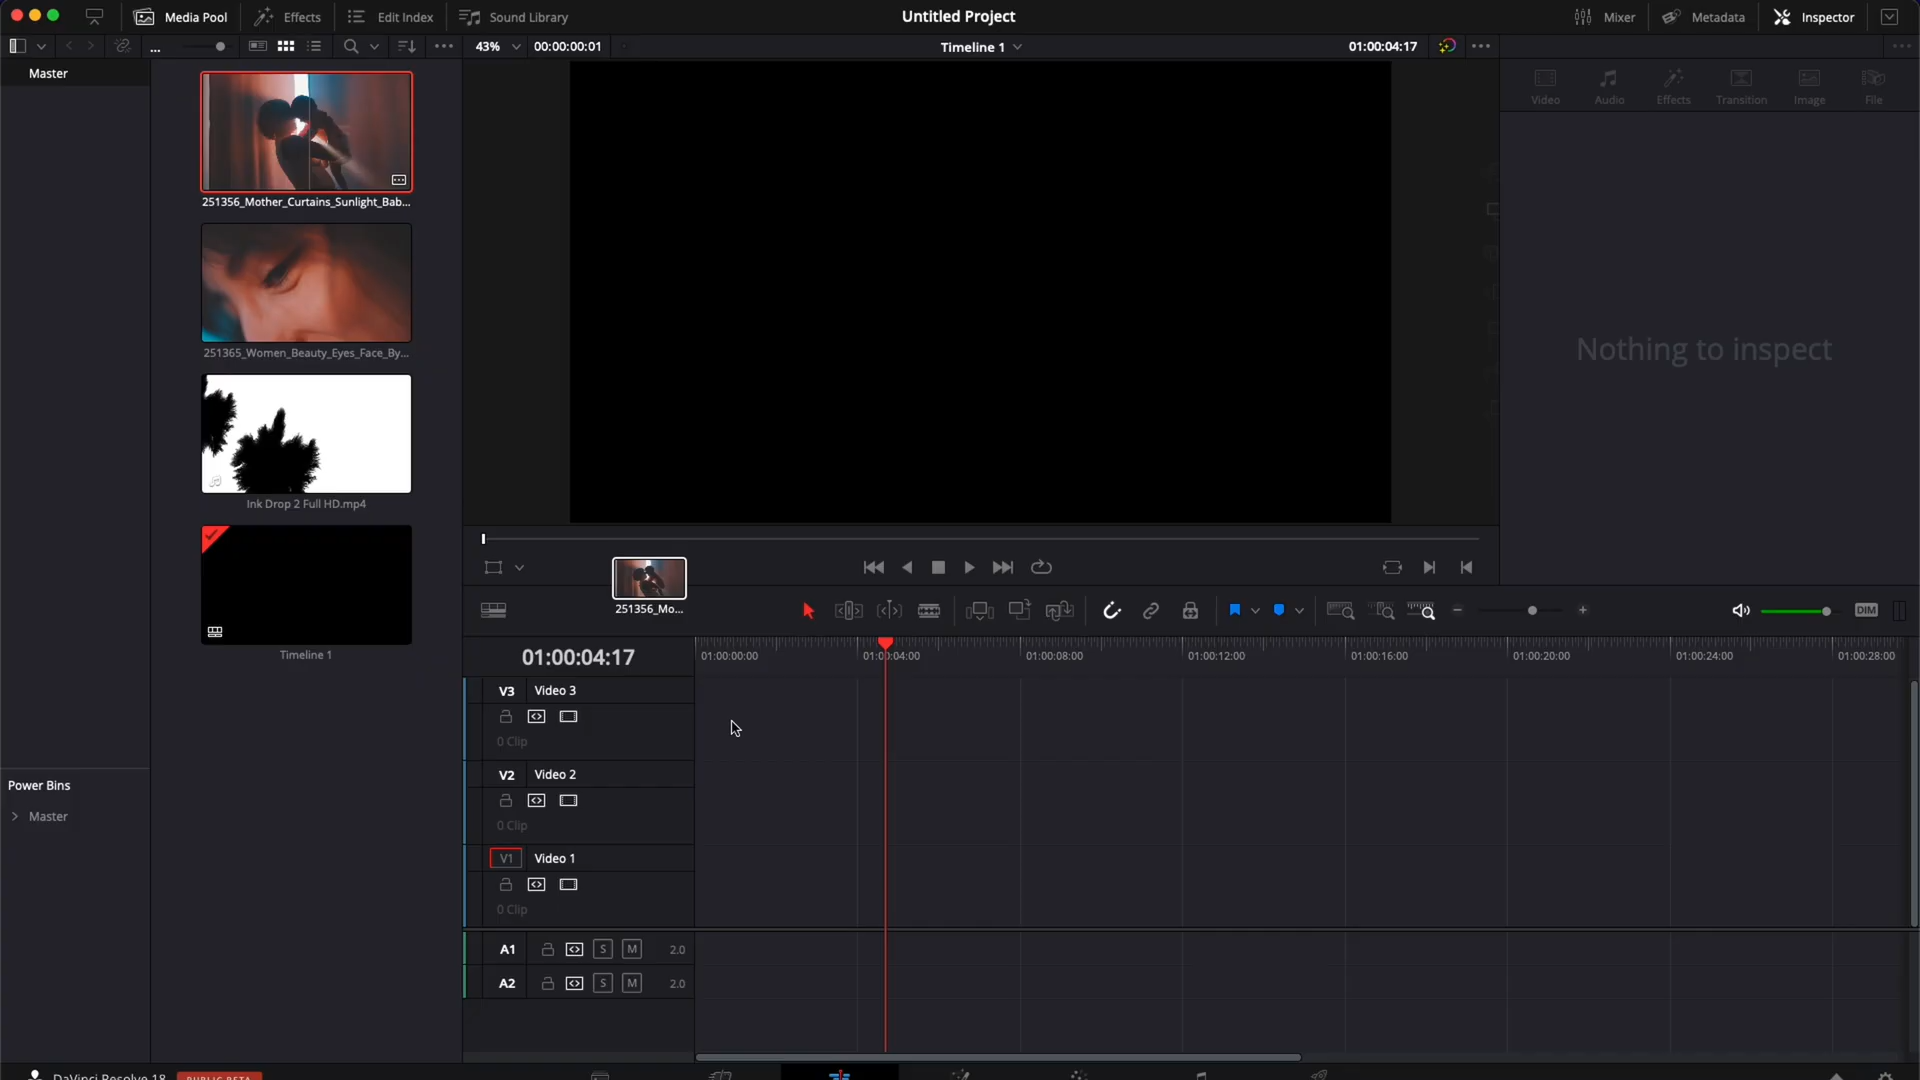 Media Pool
Effects
Edit Index
Sound Library
Untitled Project
Mixer
Metadata
Inspector
...
43%
00:00:00:01
Timeline 1
01:00:04:17
Master
Video
Audio
Effects
Transition
Image
File
251356_Mother_Curtains_Sunlight_Bab...
251365_Women_Beauty_Eyes_Face_By...
Nothing to inspect
Ink Drop 2 Full HD.mp4
Timeline 1
251356_Mo...
DIM
01:00:04:17
01:00:00:00
01:00:04:00
01:00:08:00
01:00:12:00
01:00:16:00
01:00:20:00
01:00:24:00
01:00:28:00
V3 Video 3
0 Clip
V2 Video 2
0 Clip
V1 Video 1
0 Clip
A1 S M 2.0
A2 S M 2.0
Power Bins
Master
DaVinci Resolve 18
PUBLIC BETA